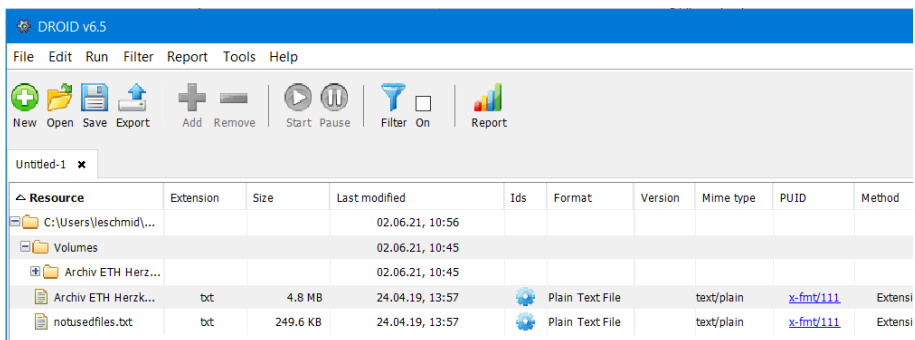 DROID v6.5
File Edit Run Filter Report Tools Help
New Open Save Export Add Remove Start Pause Filter On Report
Untitled-1
Resource Extension Size Last modified Ids Format Version Mime type PUID Method
C:\Users\leschmid\... 02.06.21, 10:56
Volumes 02.06.21, 10:45
Archiv ETH Herz... 02.06.21, 10:45
Archiv ETH Herzk... txt 4.8 MB 24.04.19, 13:57 Plain Text File text/plain x-fmt/111 Extensi
notusedfiles.txt txt 249.6 KB 24.04.19, 13:57 Plain Text File text/plain x-fmt/111 Extensi